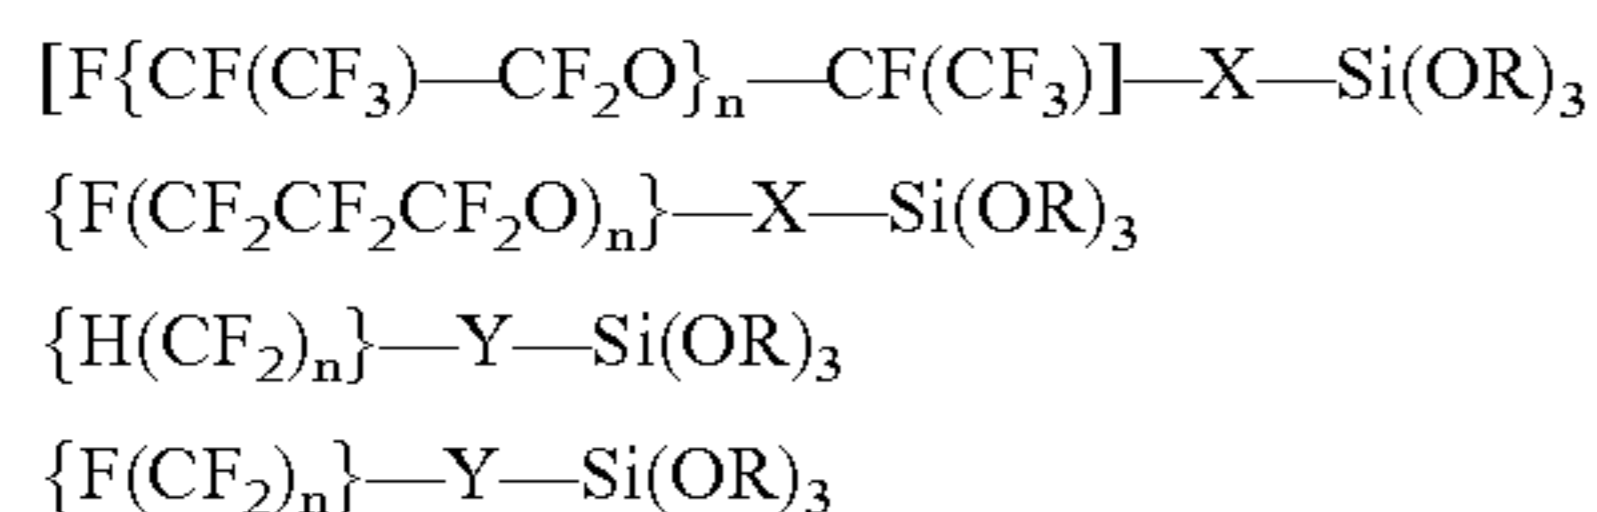 [F{CF(CF₃)—CF₂O}ₙ—CF(CF₃)]—X—Si(OR)₃
{F(CF₂CF₂CF₂O)ₙ}—X—Si(OR)₃
{H(CF₂)ₙ}—Y—Si(OR)₃
{F(CF₂)ₙ}—Y—Si(OR)₃